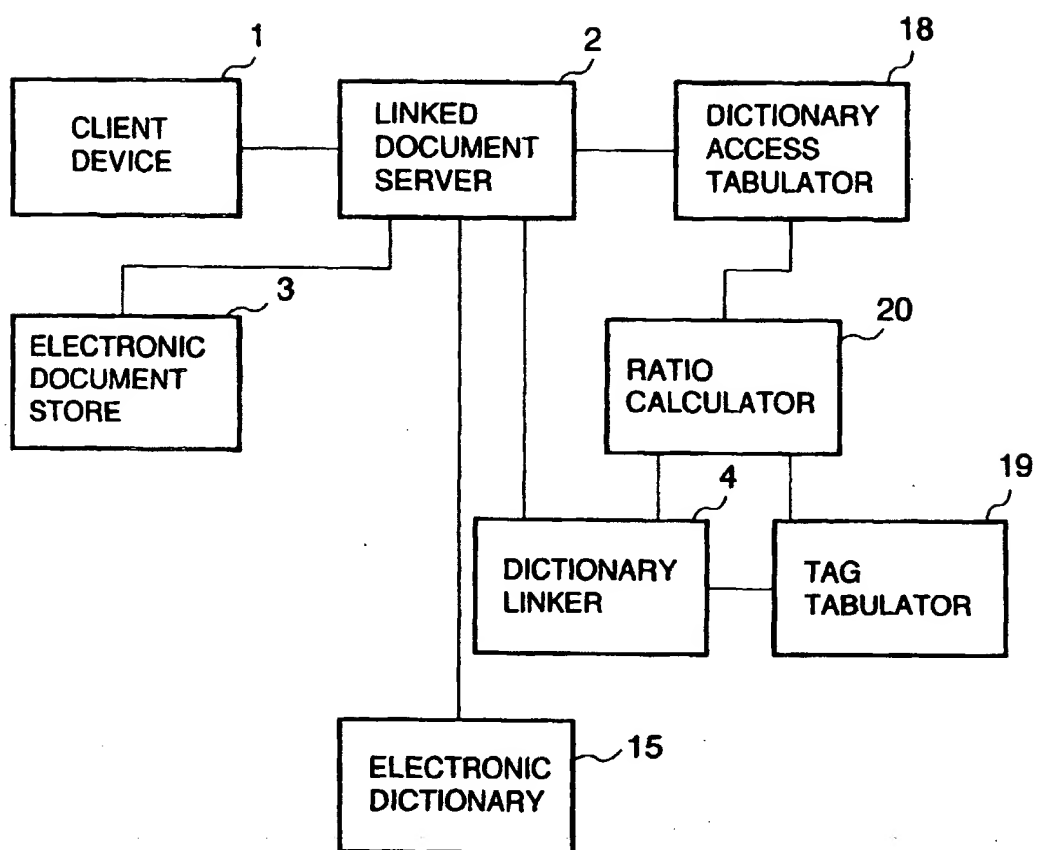 1
CLIENT
DEVICE
2
LINKED
DOCUMENT
SERVER
18
DICTIONARY
ACCESS
TABULATOR
3
ELECTRONIC
DOCUMENT
STORE
20
RATIO
CALCULATOR
4
DICTIONARY
LINKER
19
TAG
TABULATOR
15
ELECTRONIC
DICTIONARY